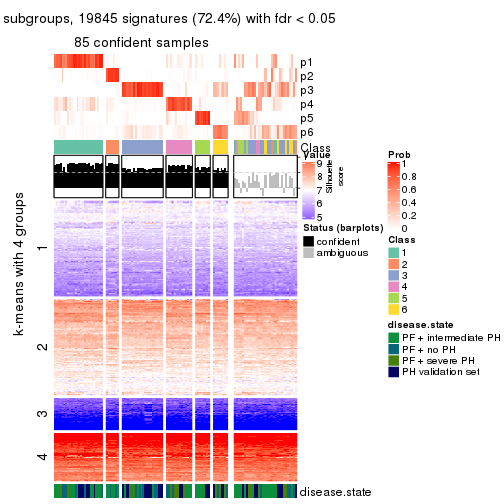 subgroups, 19845 signatures (72.4%) with fdr < 0.05
85 confident samples
p1
p2
p3
p4
p5
p6
Class
Silhouette score
k-means with 4 groups
1
2
3
4
disease.state
Value
9
8
7
6
5
Status (barplots)
confident
ambiguous
Prob
1
0.8
0.6
0.4
0.2
0
Class
1
2
3
4
5
6
disease.state
PF + intermediate PH
PF + no PH
PF + severe PH
PH validation set